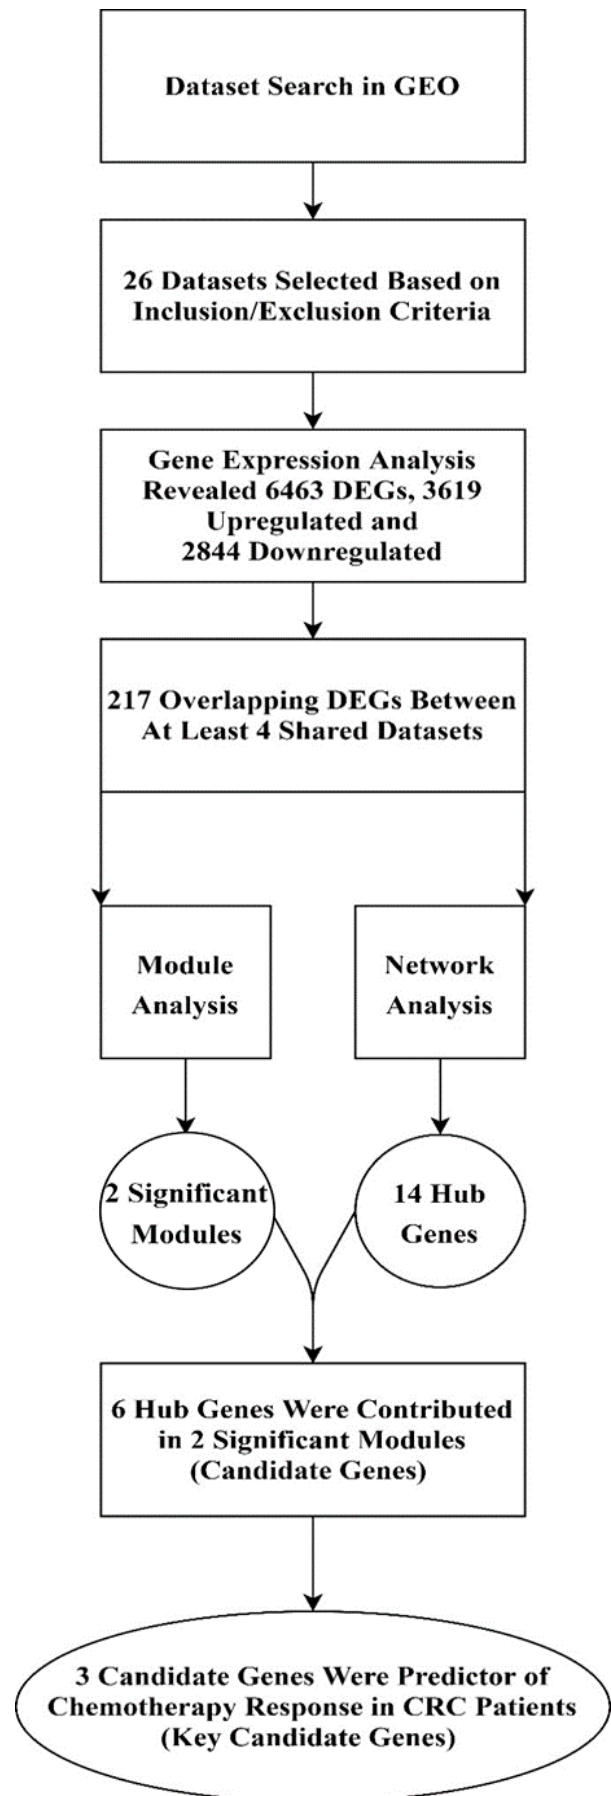 Dataset Search in GEO
26 Datasets Selected Based on
Inclusion/Exclusion Criteria
Gene Expression Analysis
Revealed 6463 DEGs, 3619
Upregulated and
2844 Downregulated
217 Overlapping DEGs Between
At Least 4 Shared Datasets
Module
Analysis
Network
Analysis
2 Significant
Modules
14 Hub
Genes
6 Hub Genes Were Contributed
in 2 Significant Modules
(Candidate Genes)
3 Candidate Genes Were Predictor of
Chemotherapy Response in CRC Patients
(Key Candidate Genes)